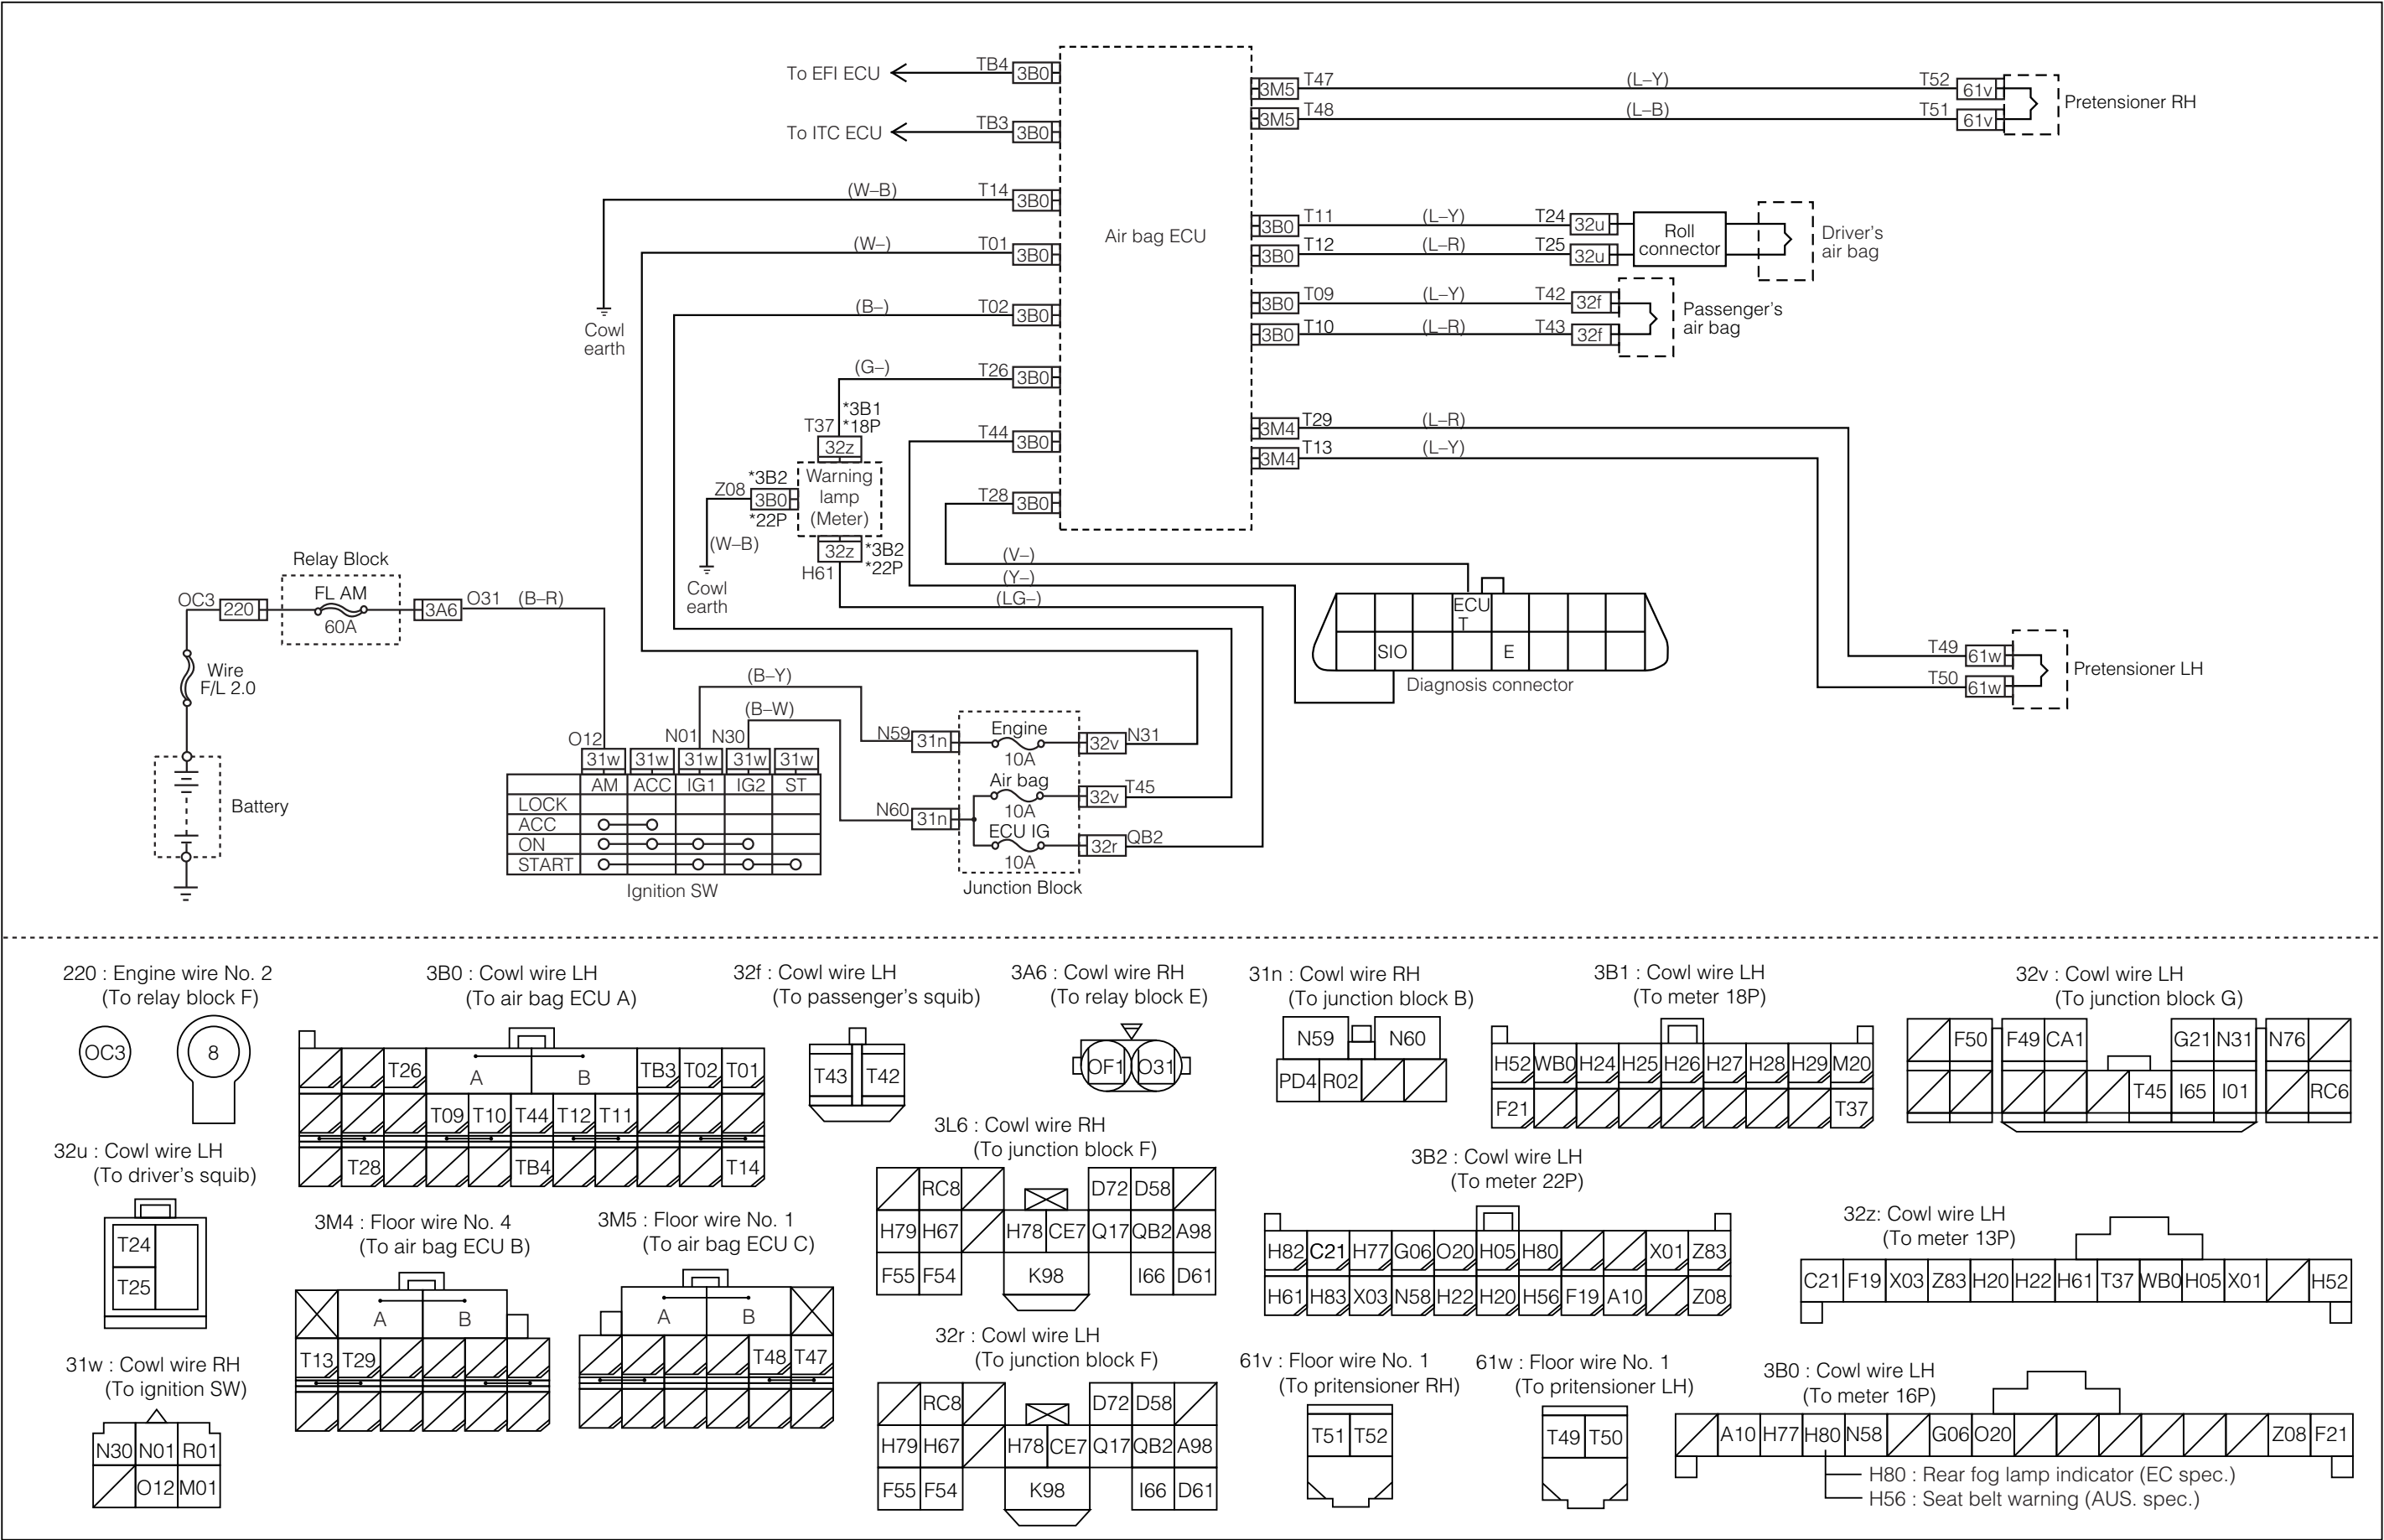 To EFI ECU TB4 3B0
To ITC ECU TB3 3B0
(W–B) T14 3B0
(W–) T01 3B0
Cowl
earth
(B–) T02 3B0
(G–) T26 3B0
*3B1
T37 *18P
32z
T44 3B0
*3B2 Warning
Z08 3B0 lamp
*22P (Meter)
T28 3B0
(W–B)
32z *3B2
H61 *22P
Cowl
earth
Air bag ECU
3M5 T47 (L–Y) T52 61v
3M5 T48 (L–B) T51 61v
Pretensioner RH
3B0 T11 (L–Y) T24 32u
3B0 T12 (L–R) T25 32u
Roll
connector
Driver's
air bag
3B0 T09 (L–Y) T42 32f
3B0 T10 (L–R) T43 32f
Passenger's
air bag
3M4 T29 (L–R)
3M4 T13 (L–Y)
(V–)
(Y–)
(LG–)
ECU
T
SIO E
Diagnosis connector
T49 61w
T50 61w
Pretensioner LH
Relay Block
OC3 220 FL AM 3A6 O31 (B–R)
60A
Wire
F/L 2.0
Battery
(B–Y)
(B–W)
O12 N01 N30
31w 31w 31w 31w 31w
AM ACC IG1 IG2 ST
LOCK
ACC
ON
START
Ignition SW
N59 31n Engine 32v N31
10A
Air bag 32v T45
10A
N60 31n ECU IG 32r QB2
10A
Junction Block
220 : Engine wire No. 2
(To relay block F)
OC3 8
3B0 : Cowl wire LH
(To air bag ECU A)
T26 A B TB3 T02 T01
T09 T10 T44 T12 T11
T28 TB4 T14
32f : Cowl wire LH
(To passenger's squib)
T43 T42
3A6 : Cowl wire RH
(To relay block E)
OF1 O31
31n : Cowl wire RH
(To junction block B)
N59 N60
PD4 R02
3B1 : Cowl wire LH
(To meter 18P)
H52 WB0 H24 H25 H26 H27 H28 H29 M20
F21 T37
32v : Cowl wire LH
(To junction block G)
F50 F49 CA1 G21 N31 N76
T45 I65 I01 RC6
32u : Cowl wire LH
(To driver's squib)
T24
T25
3M4 : Floor wire No. 4
(To air bag ECU B)
A B
T13 T29
3M5 : Floor wire No. 1
(To air bag ECU C)
A B
T48 T47
3L6 : Cowl wire RH
(To junction block F)
RC8 D72 D58
H79 H67 H78 CE7 Q17 QB2 A98
F55 F54 K98 I66 D61
3B2 : Cowl wire LH
(To meter 22P)
H82 C21 H77 G06 O20 H05 H80 X01 Z83
H61 H83 X03 N58 H22 H20 H56 F19 A10 Z08
32z: Cowl wire LH
(To meter 13P)
C21 F19 X03 Z83 H20 H22 H61 T37 WB0 H05 X01 H52
31w : Cowl wire RH
(To ignition SW)
N30 N01 R01
O12 M01
32r : Cowl wire LH
(To junction block F)
RC8 D72 D58
H79 H67 H78 CE7 Q17 QB2 A98
F55 F54 K98 I66 D61
61v : Floor wire No. 1
(To pritensioner RH)
T51 T52
61w : Floor wire No. 1
(To pritensioner LH)
T49 T50
3B0 : Cowl wire LH
(To meter 16P)
A10 H77 H80 N58 G06 O20 Z08 F21
H80 : Rear fog lamp indicator (EC spec.)
H56 : Seat belt warning (AUS. spec.)